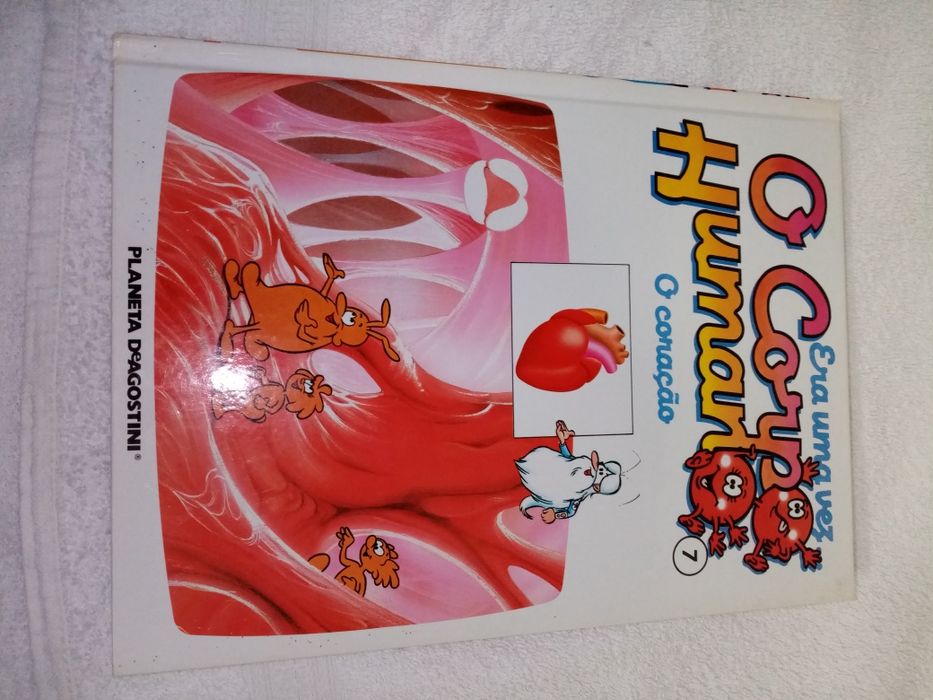 Era uma vez
O Corpo
Humano
O coração
7
PLANETA DeAGOSTINI®